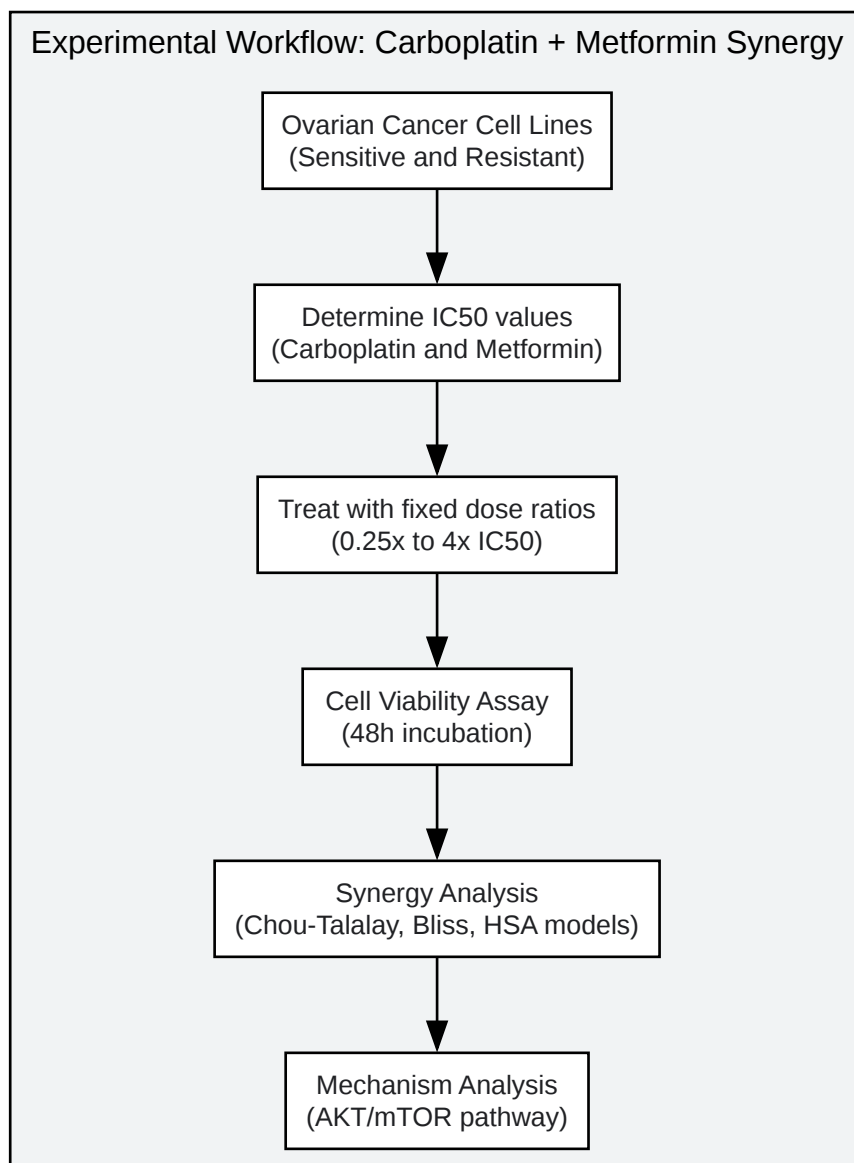 Experimental Workflow: Carboplatin + Metformin Synergy
Ovarian Cancer Cell Lines
(Sensitive and Resistant)
Determine IC50 values
(Carboplatin and Metformin)
Treat with fixed dose ratios
(0.25x to 4x IC50)
Cell Viability Assay
(48h incubation)
Synergy Analysis
(Chou-Talalay, Bliss, HSA models)
Mechanism Analysis
(AKT/mTOR pathway)